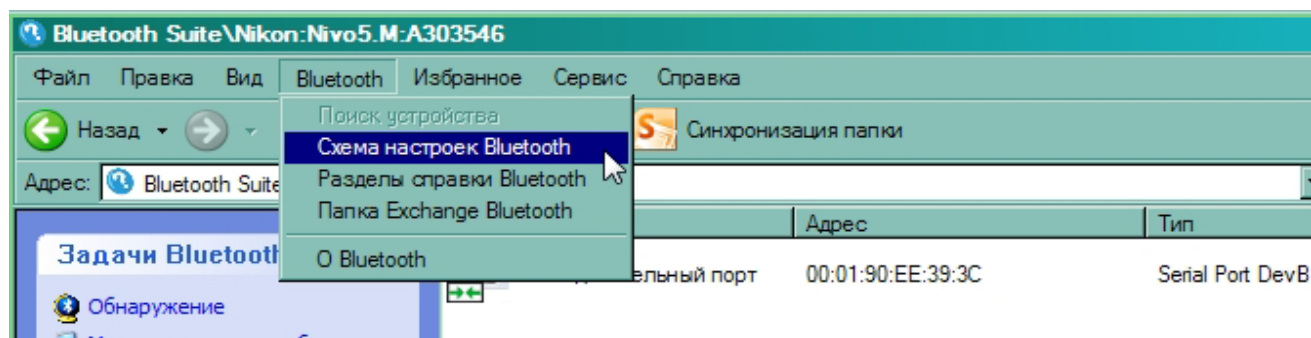 Bluetooth Suite\Nikon:Nivo5.M:A303546
Файл Правка Вид Bluetooth Избранное Сервис Справка
Назад
Поиск устройства
Синхронизация папки
Схема настроек Bluetooth
Адрес: Bluetooth Suite
Разделы справки Bluetooth
Папка Exchange Bluetooth
Адрес Тип
Задачи Bluetooth
О Bluetooth
порт 00:01:90:EE:39:3C Serial Port DevB
Обнаружение